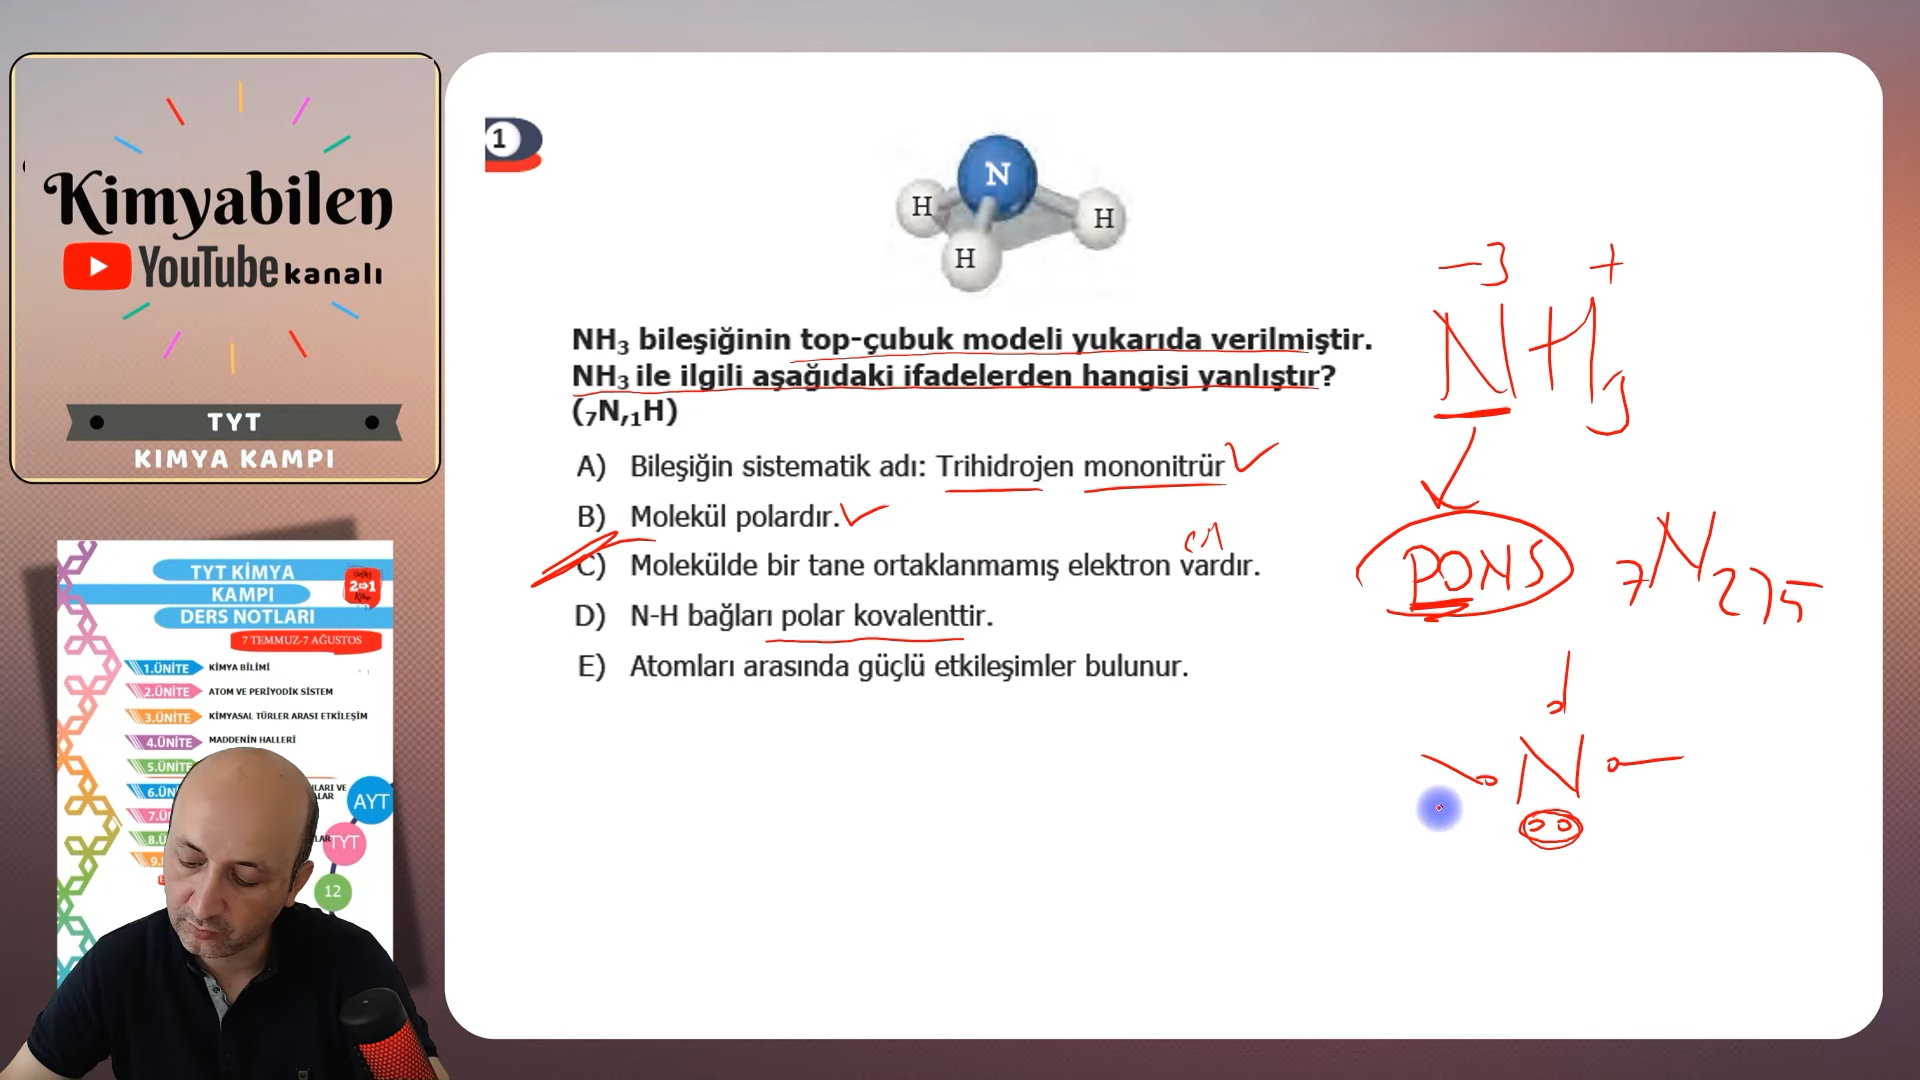 Kimyabilen
YouTube kanalı
TYT
KIMYA KAMPI
TYT KİMYA
KAMPI
DERS NOTLARI
2⇒1
7 TEMMUZ-7 AĞUSTOS
1.ÜNİTE KİMYA BİLİMİ
2.ÜNİTE ATOM VE PERİYODİK SİSTEM
3.ÜNİTE KİMYASAL TÜRLER ARASI ETKİLEŞİM
4.ÜNİTE MADDENİN HALLERİ
5.ÜNİTE
AYT
TYT
12
1
N
H
H
H
NH₃ bileşiğinin top-çubuk modeli yukarıda verilmiştir.
NH₃ ile ilgili aşağıdaki ifadelerden hangisi yanlıştır?
(₇N,₁H)
A) Bileşiğin sistematik adı: Trihidrojen mononitrür
B) Molekül polardır.
C) Molekülde bir tane ortaklanmamış elektron vardır.
D) N-H bağları polar kovalenttir.
E) Atomları arasında güçlü etkileşimler bulunur.
-3 +
NH₃
PONS
₇N 2)5
N